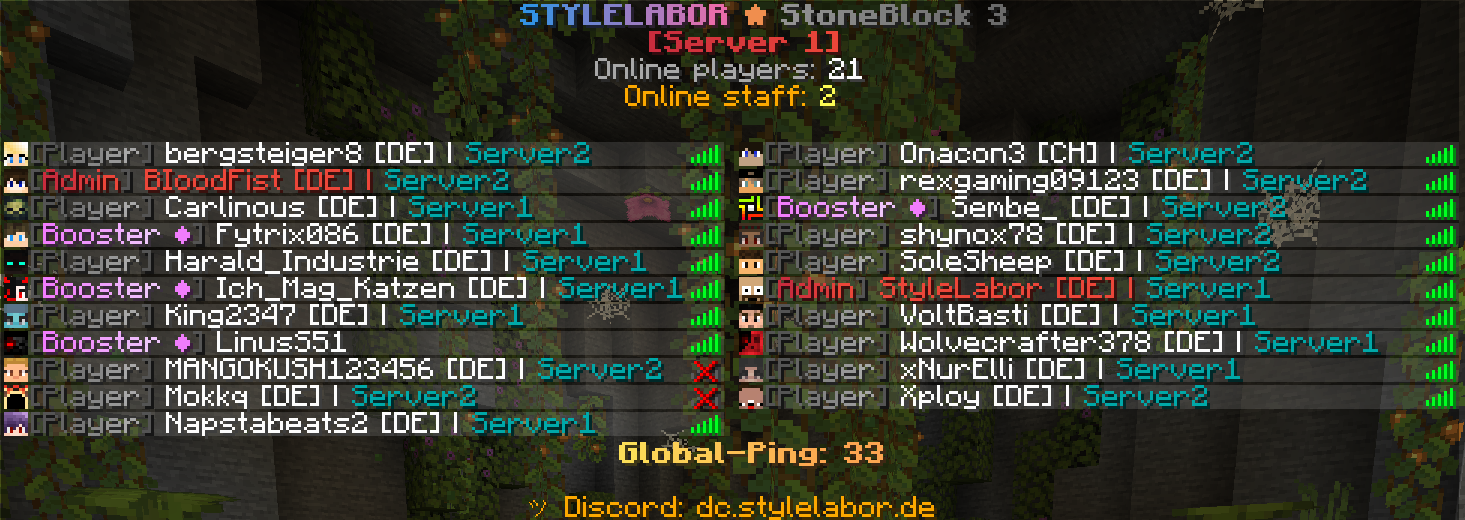 STYLELABOR ★ StoneBlock 3
[Server 1]
Online players: 21
Online staff: 2
[Player] bergsteiger8 [DE] | Server2
[Admin] BIoodFist [DE] | Server2
[Player] Carlinous [DE] | Server1
[Booster ◆] Fytrix086 [DE] | Server1
[Player] Harald_Industrie [DE] | Server1
[Booster ◆] Ich_Mag_Katzen [DE] | Server1
[Player] King2347 [DE] | Server1
[Booster ◆] LinusS51
[Player] MANGOKUSH123456 [DE] | Server2
[Player] Mokkq [DE] | Server2
[Player] Napstabeats2 [DE] | Server1
[Player] Onacon3 [CH] | Server2
[Player] rexgaming09123 [DE] | Server2
[Booster ◆] Sembe_ [DE] | Server2
[Player] shynox78 [DE] | Server2
[Player] SoleSheep [DE] | Server2
[Admin] StyleLabor [DE] | Server1
[Player] VoltBasti [DE] | Server1
[Player] Wolvecrafter378 [DE] | Server1
[Player] xNurElli [DE] | Server1
[Player] Xploy [DE] | Server2
Global-Ping: 33
ツ Discord: dc.stylelabor.de